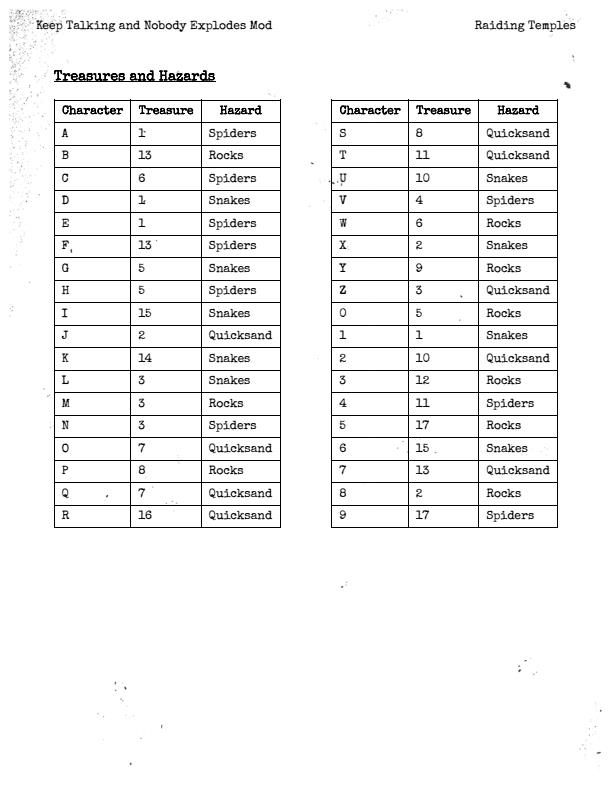 Keep Talking and Nobody Explodes Mod Raiding Temples
Treasures and Hazards
Character Treasure Hazard
A 1 Spiders
B 13 Rocks
C 6 Spiders
D 1 Snakes
E 1 Spiders
F 13 Spiders
G 5 Snakes
H 5 Spiders
I 15 Snakes
J 2 Quicksand
K 14 Snakes
L 3 Snakes
M 3 Rocks
N 3 Spiders
O 7 Quicksand
P 8 Rocks
Q 7 Quicksand
R 16 Quicksand
Character Treasure Hazard
S 8 Quicksand
T 11 Quicksand
U 10 Snakes
V 4 Spiders
W 6 Rocks
X 2 Snakes
Y 9 Rocks
Z 3 Quicksand
0 5 Rocks
1 1 Snakes
2 10 Quicksand
3 12 Rocks
4 11 Spiders
5 17 Rocks
6 15 Snakes
7 13 Quicksand
8 2 Rocks
9 17 Spiders